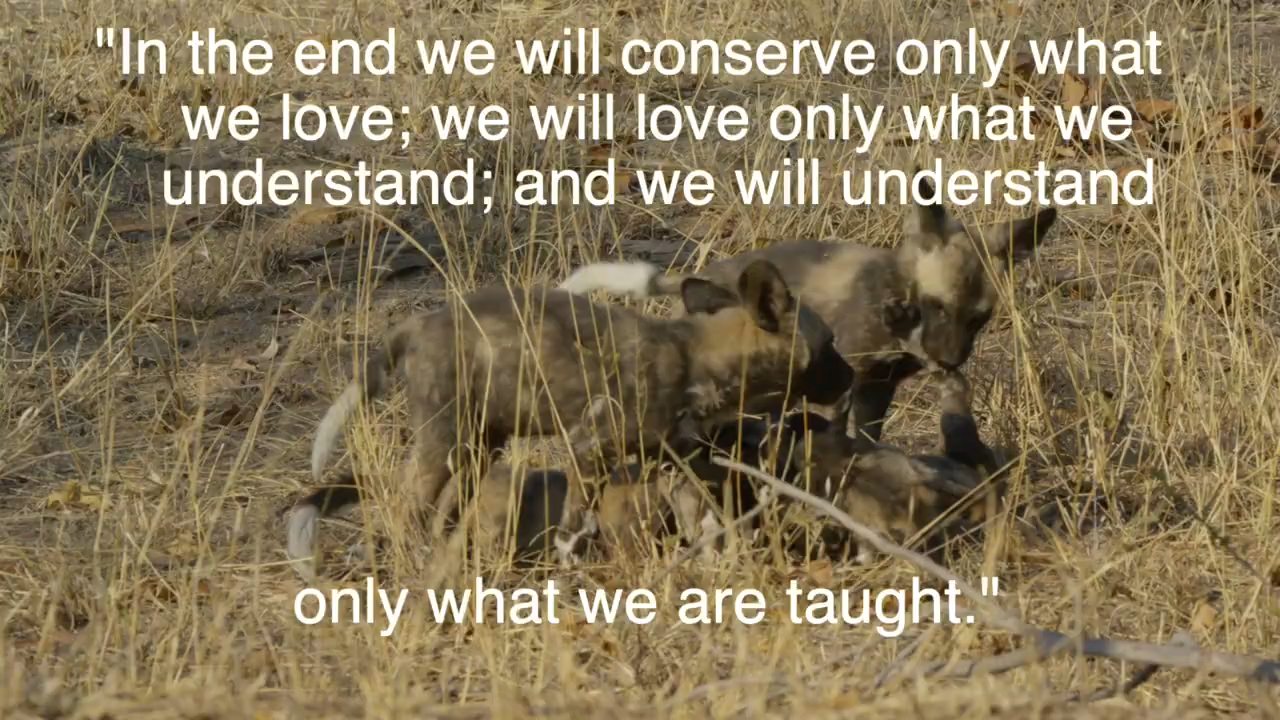 "In the end we will conserve only what
we love; we will love only what we
understand; and we will understand
only what we are taught."